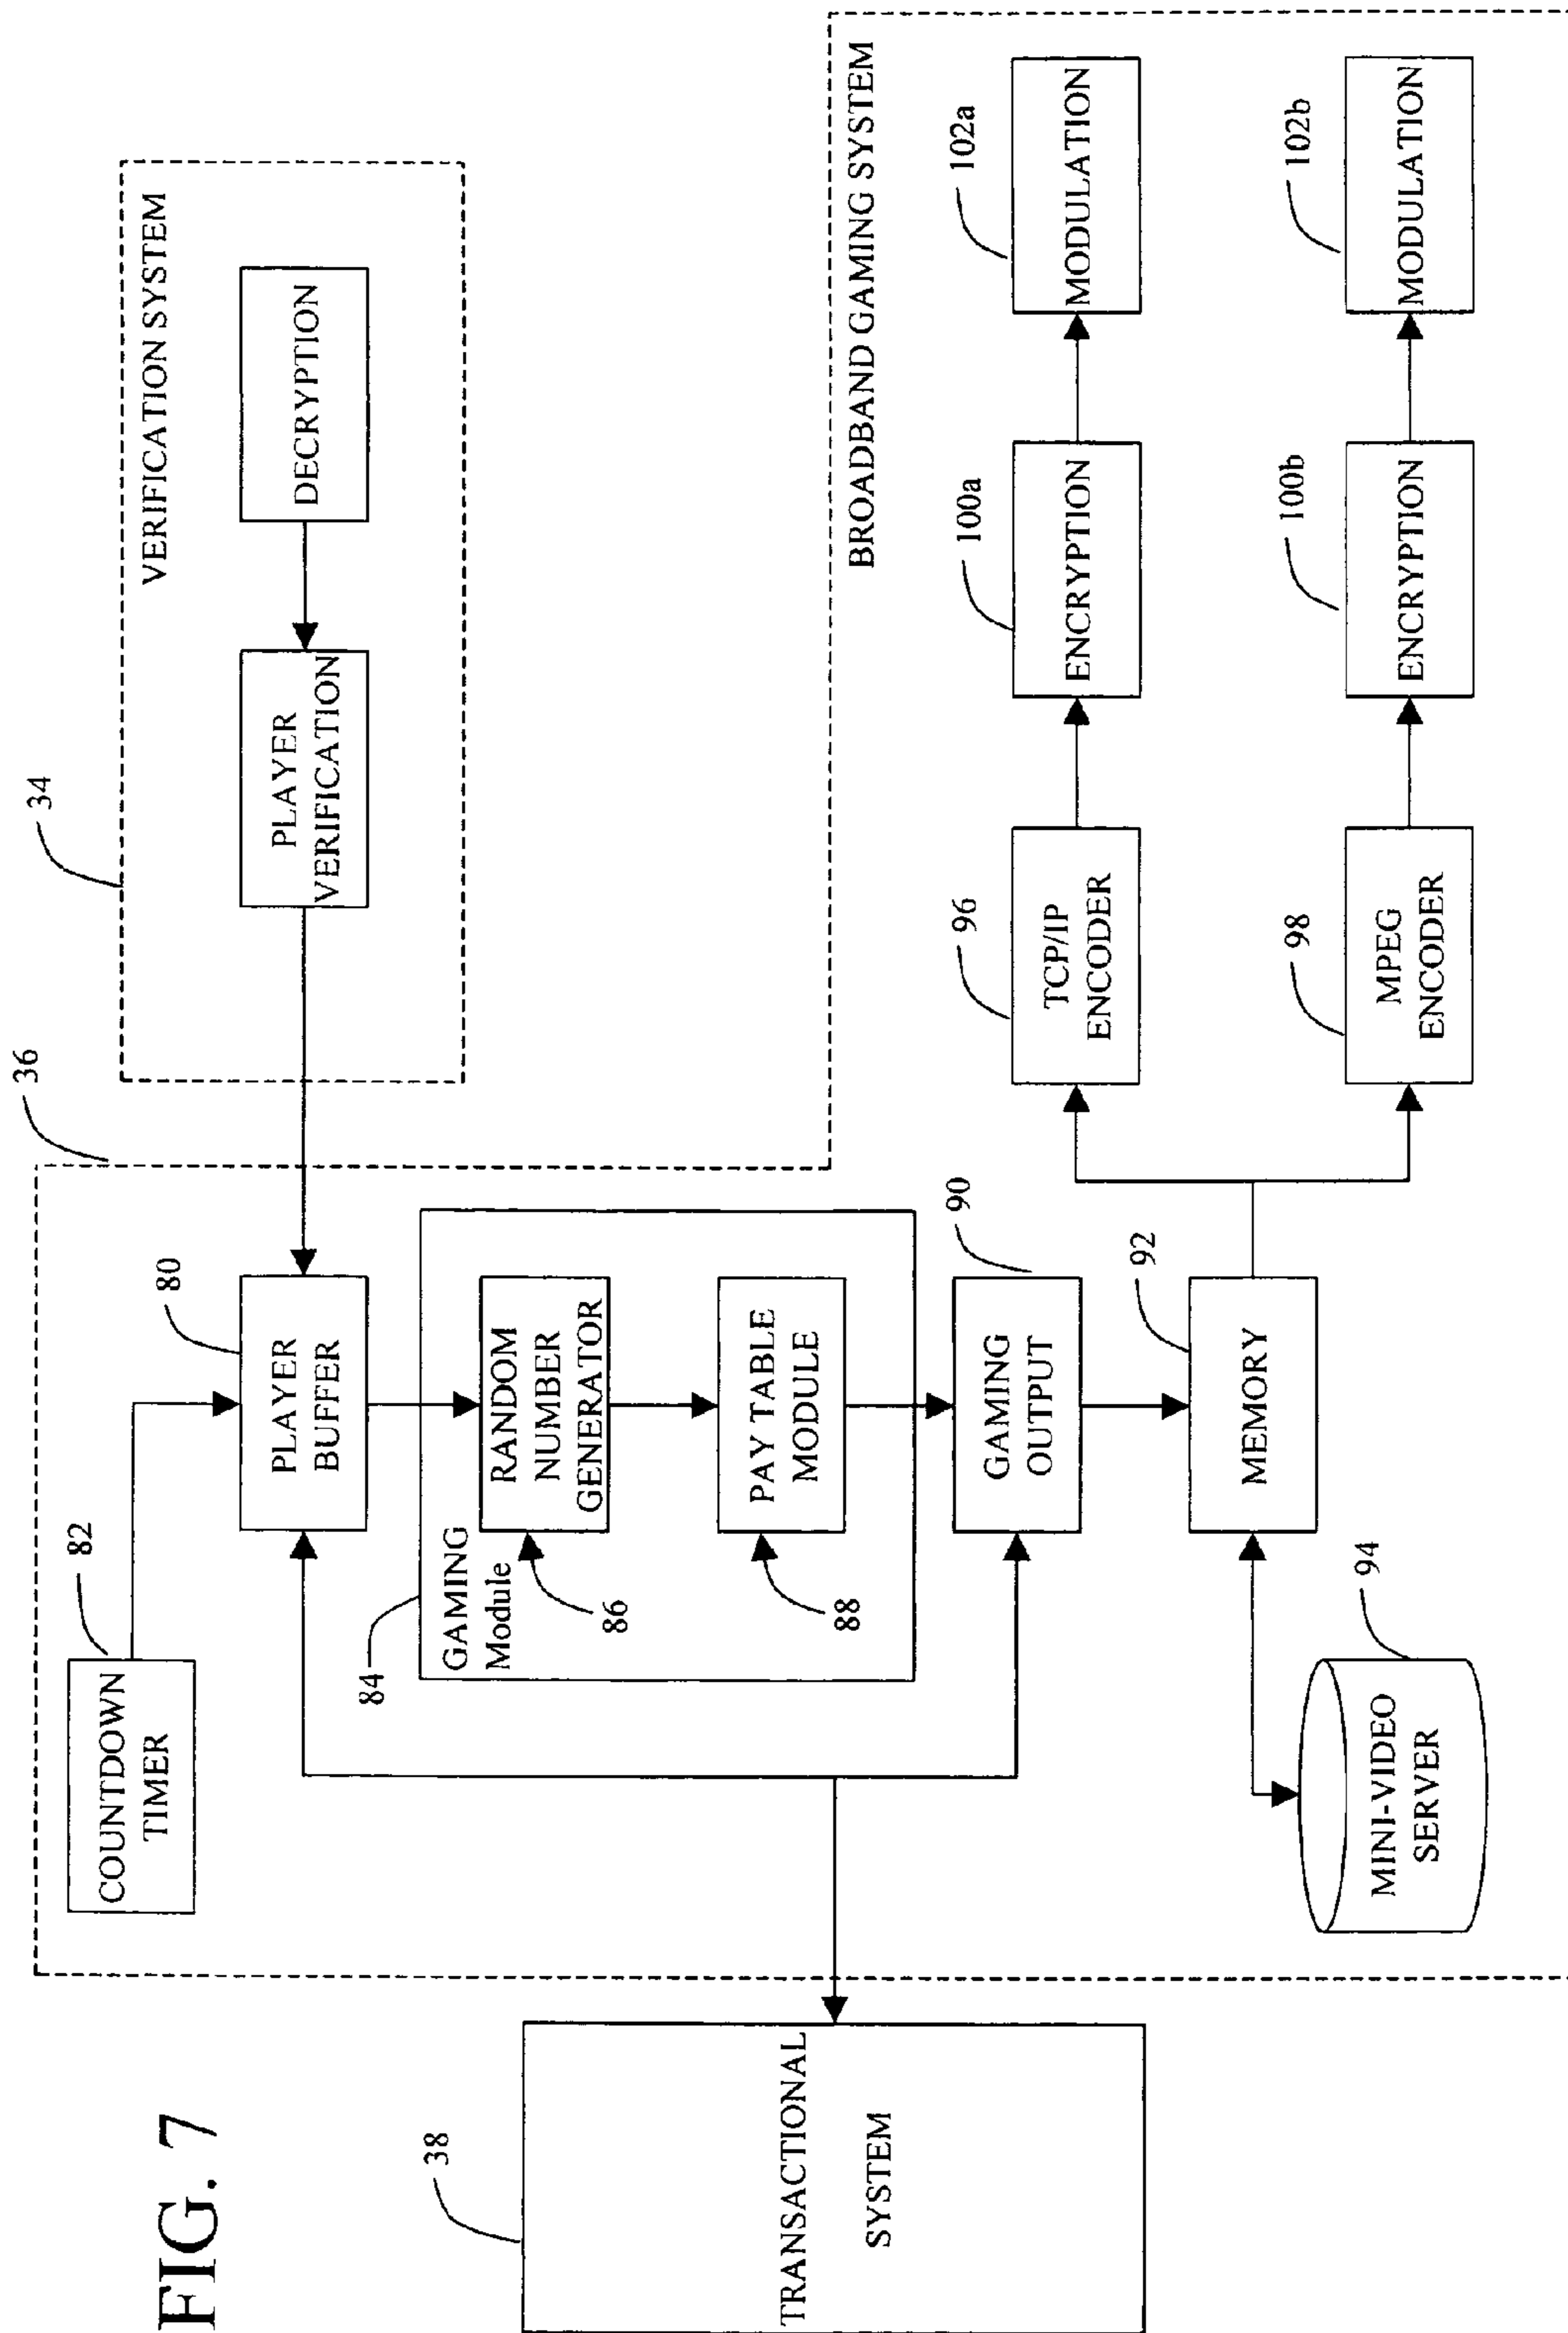 FIG. 7
38
TRANSACTIONAL
SYSTEM
36
COUNTDOWN
TIMER
82
PLAYER
BUFFER
80
34
VERIFICATION SYSTEM
PLAYER
VERIFICATION
DECRYPTION
84
GAMING
Module
RANDOM
NUMBER
GENERATOR
86
PAY TABLE
MODULE
88
GAMING
OUTPUT
90
MEMORY
92
MINI-VIDEO
SERVER
94
BROADBAND GAMING SYSTEM
96
TCP/IP
ENCODER
100a
ENCRYPTION
102a
MODULATION
98
MPEG
ENCODER
100b
ENCRYPTION
102b
MODULATION